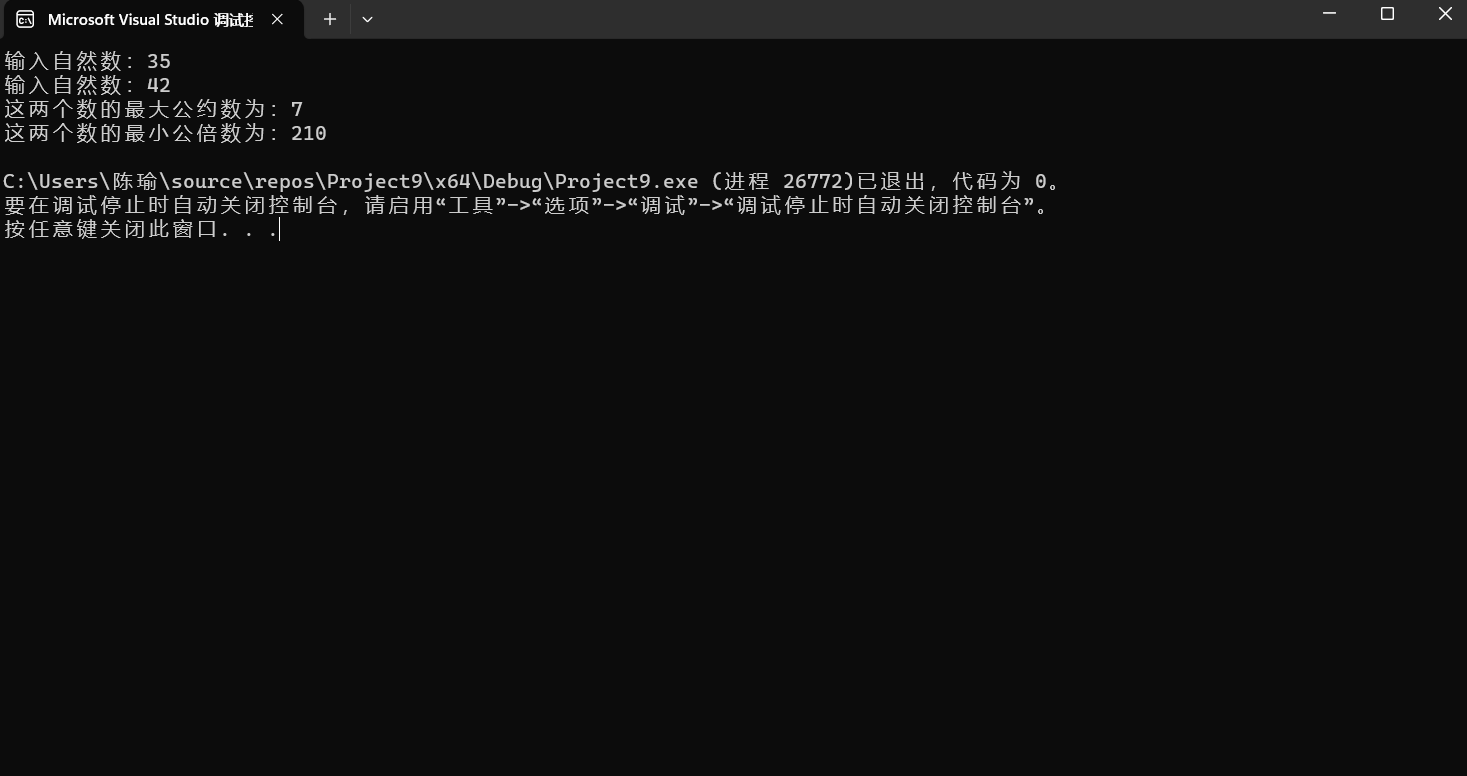 Microsoft Visual Studio 调试
输入自然数：35
输入自然数：42
这两个数的最大公约数为：7
这两个数的最小公倍数为：210
C:\Users\陈瑜\source\repos\Project9\x64\Debug\Project9.exe (进程 26772)已退出，代码为 0。
要在调试停止时自动关闭控制台，请启用“工具”->“选项”->“调试”->“调试停止时自动关闭控制台”。
按任意键关闭此窗口. . .